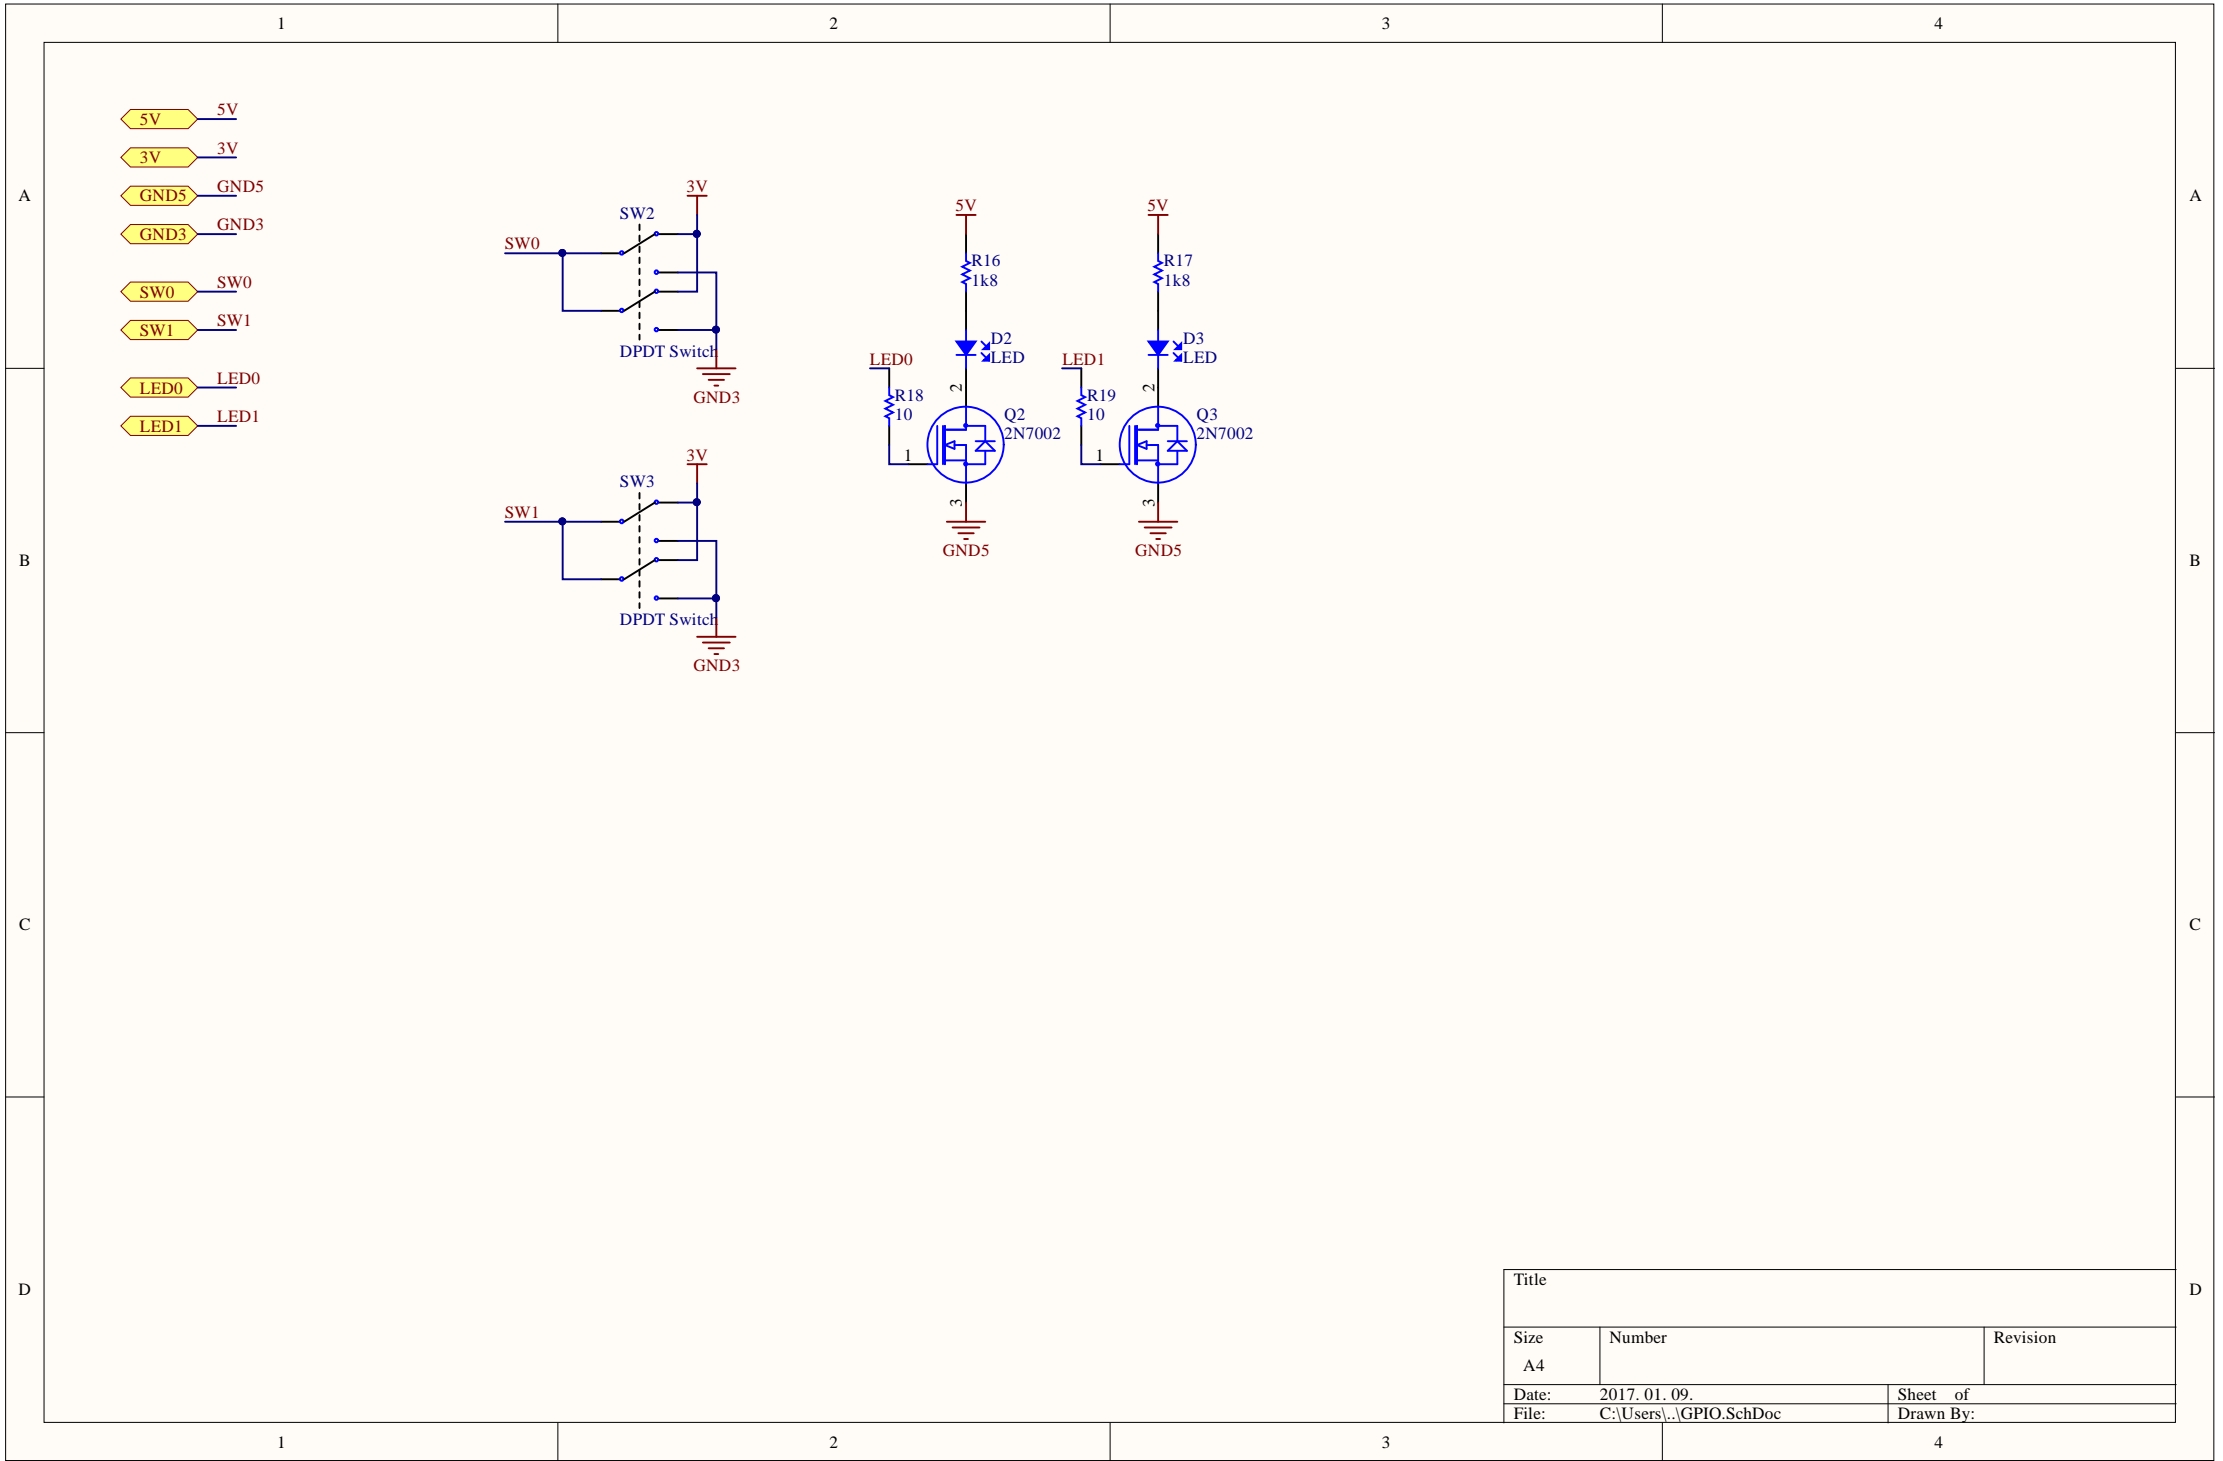 1 2 3 4
A A
B B
C C
D D
5V 5V
3V 3V
GND5 GND5
GND3 GND3
SW0 SW0
SW1 SW1
LED0 LED0
LED1 LED1
3V
SW2
SW0
DPDT Switch
GND3
3V
SW3
SW1
DPDT Switch
GND3
5V
R16
1k8
D2
LED
LED0
R18
10
2
Q2
2N7002
1
3
GND5
5V
R17
1k8
D3
LED
LED1
R19
10
2
Q3
2N7002
1
3
GND5
Title
Size Number Revision
A4
Date: 2017. 01. 09. Sheet of
File: C:\Users\..\GPIO.SchDoc Drawn By:
1 2 3 4